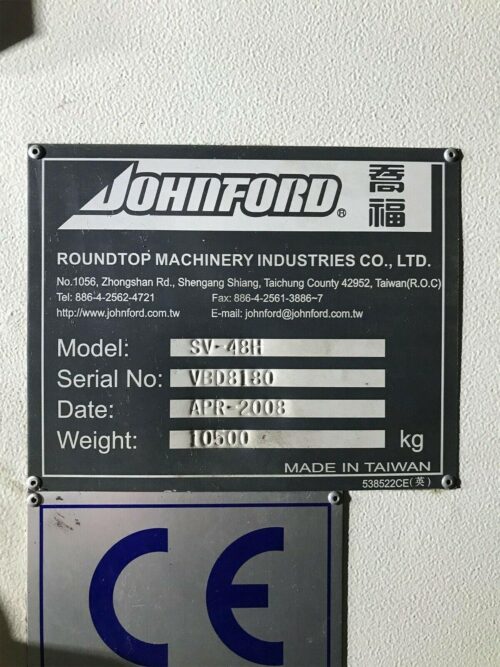 JOHNFORD® 喬福
ROUNDTOP MACHINERY INDUSTRIES CO., LTD.
No.1056, Zhongshan Rd., Shengang Shiang, Taichung County 42952, Taiwan(R.O.C)
Tel: 886-4-2562-4721 Fax: 886-4-2561-3886~7
http://www.johnford.com.tw E-mail: johnford@johnford.com.tw
Model: SV-48H
Serial No: VBD8180
Date: APR-2008
Weight: 10500 kg
MADE IN TAIWAN
538522CE(英)
CE